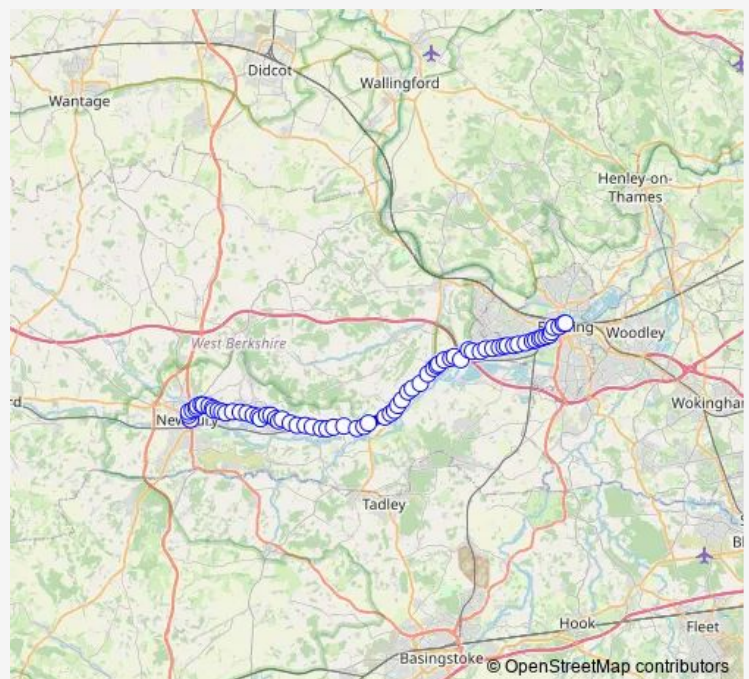 Didcot
Wallingford
Wantage
Henley-on-
Thames
Woodley
West Berkshire
Wokingham
Tadley
Hook
Fleet
Basingstoke
© OpenStreetMap contributors